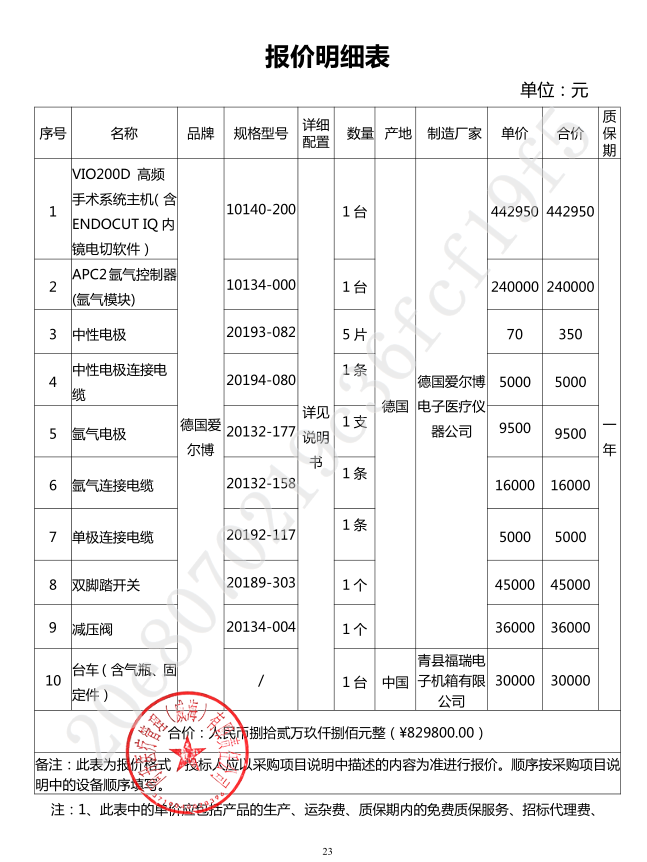 报价明细表
单位：元
序号 名称 品牌 规格型号 详细配置 数量 产地 制造厂家 单价 合价 质保期
1 VIO200D 高频手术系统主机（含ENDOCUT IQ 内镜电切软件） 德国爱尔博 10140-200 详见说明书 1台 德国 德国爱尔博电子医疗仪器公司 442950 442950 一年
2 APC2氩气控制器(氩气模块) 10134-000 1台 240000 240000
3 中性电极 20193-082 5片 70 350
4 中性电极连接电缆 20194-080 1条 5000 5000
5 氩气电极 20132-177 1支 9500 9500
6 氩气连接电缆 20132-158 1条 16000 16000
7 单极连接电缆 20192-117 1条 5000 5000
8 双脚踏开关 20189-303 1个 45000 45000
9 减压阀 20134-004 1个 36000 36000
10 台车（含气瓶、固定件） / 1台 中国 青县福瑞电子机箱有限公司 30000 30000
合价：人民币捌拾贰万玖仟捌佰元整（¥829800.00）
备注：此表为报价格式，投标人应以采购项目说明中描述的内容为准进行报价。顺序按采购项目说
明中的设备顺序填写。
注：1、此表中的单价应包括产品的生产、运杂费、质保期内的免费质保服务、招标代理费、
23